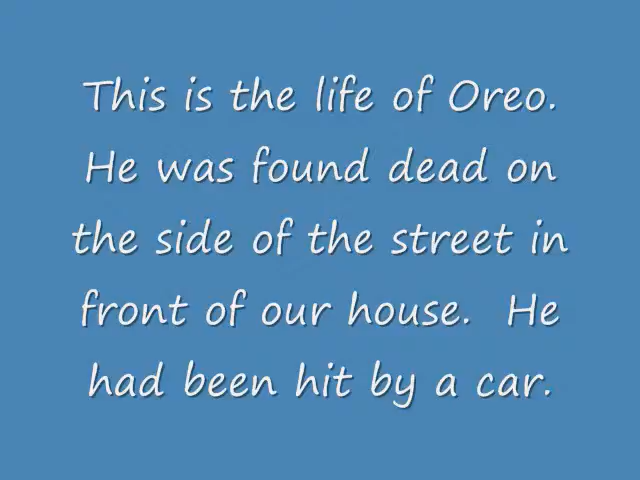 This is the life of Oreo.
He was found dead on
the side of the street in
front of our house.  He
had been hit by a car.